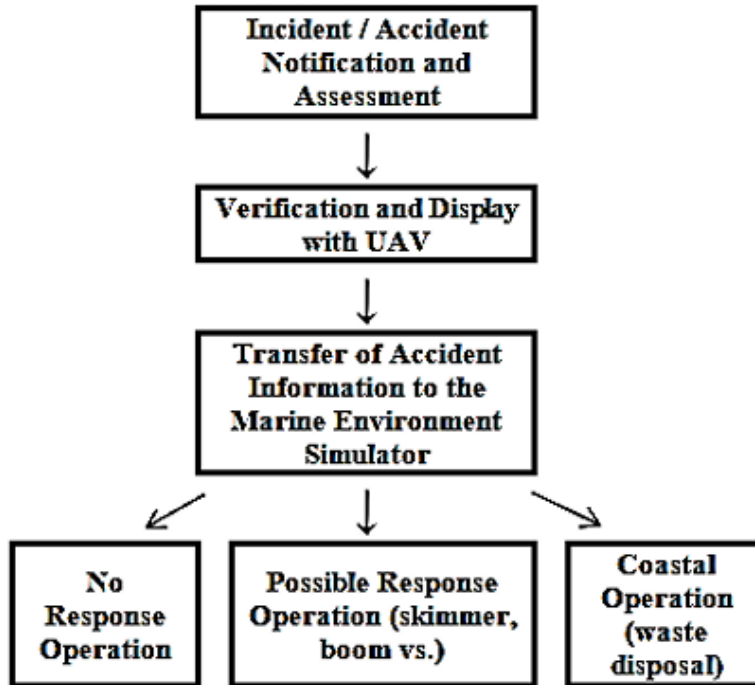 Incident / Accident
Notification and
Assessment
Verification and Display
with UAV
Transfer of Accident
Information to the
Marine Environment
Simulator
No
Response
Operation
Possible Response
Operation (skimmer,
boom vs.)
Coastal
Operation
(waste
disposal)